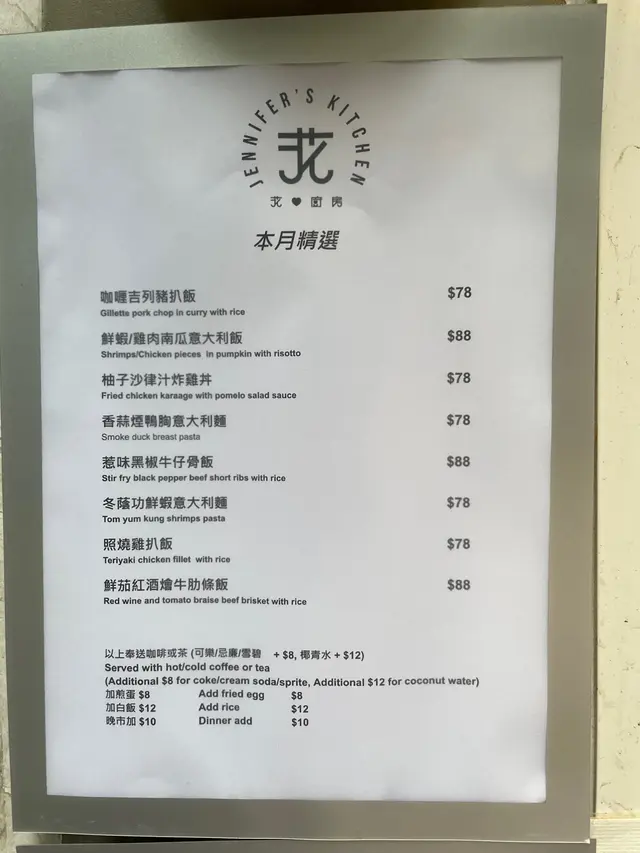 JENNIFER'S KITCHEN
廚房
本月精選
咖喱吉列豬扒飯 $78
Gilletts pork chop in curry with rice
鮮蝦/雞肉南瓜意大利飯 $88
Shrimps/Chicken pieces in pumpkin with risotto
柚子沙律汁炸雞丼 $78
Fried chicken karaage with pomelo salad sauce
香蒜煙鴨胸意大利麵 $78
Smoke duck breast pasta
惹味黑椒牛仔骨飯 $88
Stir fry black pepper beef short ribs with rice
冬蔭功鮮蝦意大利麵 $78
Tom yum kung shrimps pasta
照燒雞扒飯 $78
Teriyaki chicken fillet with rice
鮮茄紅酒燴牛肋條飯 $88
Red wine and tomato braise beef brisket with rice
以上奉送咖啡或茶 (可樂/忌廉/雪碧 + $8, 椰青水 + $12)
Served with hot/cold coffee or tea
(Additional $8 for coke/cream soda/sprite, Additional $12 for coconut water)
加煎蛋 $8 Add fried egg $8
加白飯 $12 Add rice $12
晚市加 $10 Dinner add $10